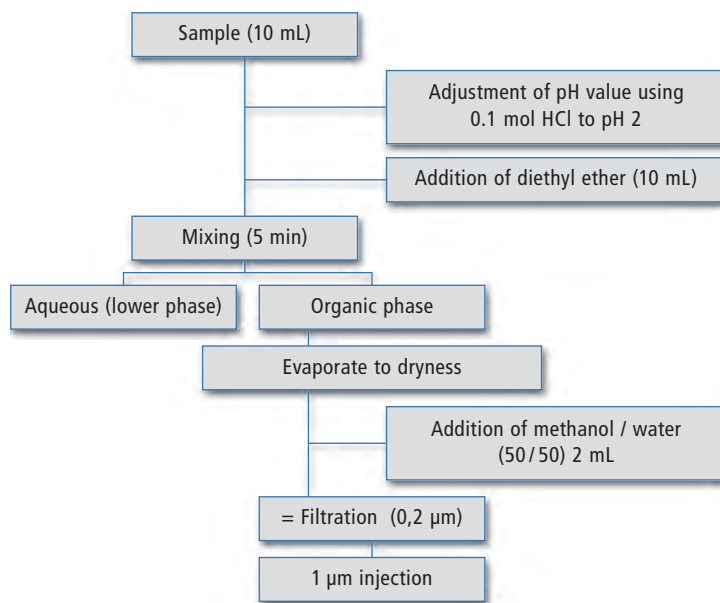 Sample (10 mL)
Adjustment of pH value using
0.1 mol HCl to pH 2
Addition of diethyl ether (10 mL)
Mixing (5 min)
Aqueous (lower phase)
Organic phase
Evaporate to dryness
Addition of methanol / water
(50/50) 2 mL
= Filtration (0,2 µm)
1 µm injection